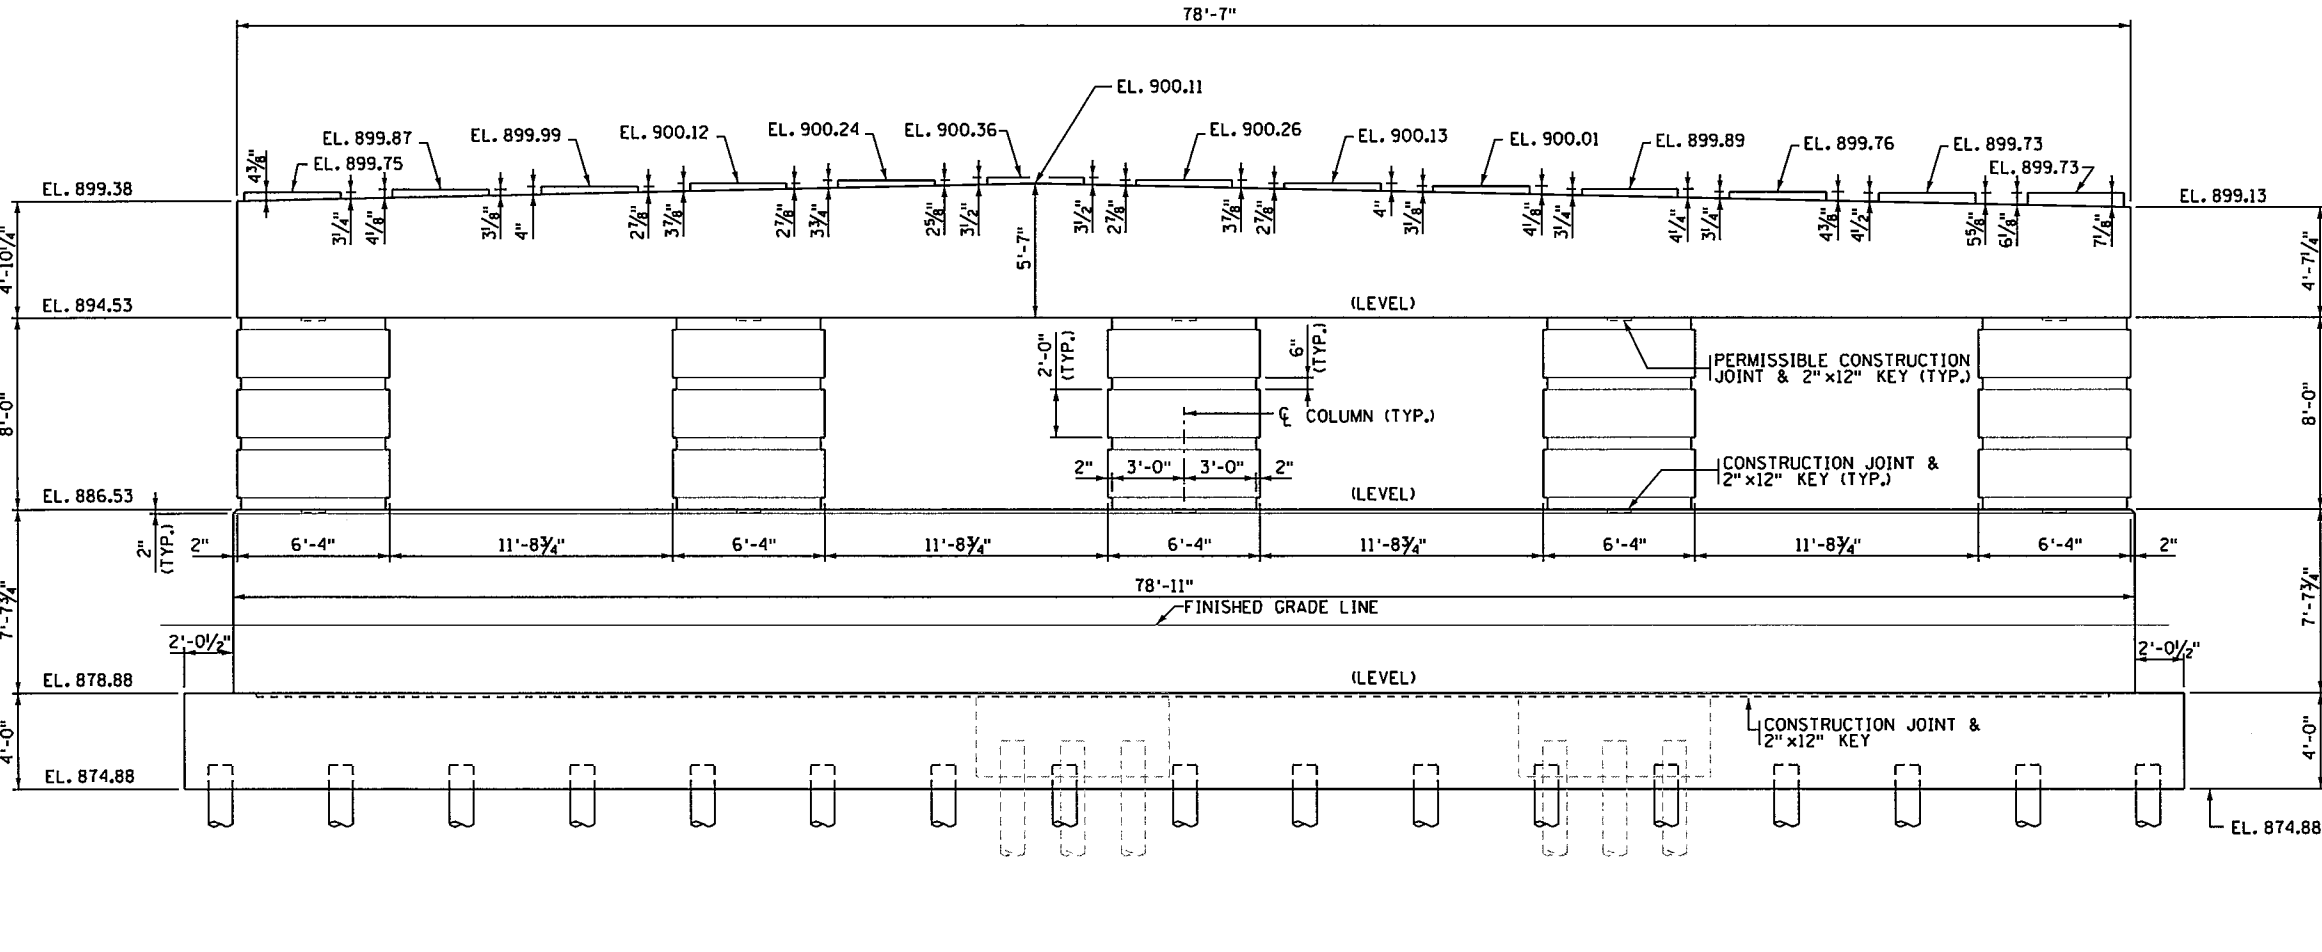 78'-7"
EL. 900.11
EL. 899.87
EL. 899.99
EL. 900.12
EL. 900.24
EL. 900.36
EL. 900.26
EL. 900.13
EL. 900.01
EL. 899.89
EL. 899.76
EL. 899.73
EL. 899.75
EL. 899.73
EL. 899.38
EL. 899.13
4⅜"
3¼"
4⅛"
3⅛"
4"
2⅞"
3⅞"
2⅞"
3¾"
2⅝"
3½"
3½"
2⅞"
3⅞"
2⅞"
4"
3⅛"
4⅛"
3¼"
4¼"
3¼"
4⅜"
4½"
5⅝"
6⅛"
7⅛"
4'-10¼"
5'-7"
4'-7¼"
EL. 894.53
(LEVEL)
8'-0"
2'-0"
(TYP.)
6"
(TYP.)
PERMISSIBLE CONSTRUCTION
JOINT & 2"x12" KEY (TYP.)
8'-0"
℄ COLUMN (TYP.)
2"
3'-0"
3'-0"
2"
CONSTRUCTION JOINT &
2"x12" KEY (TYP.)
EL. 886.53
(LEVEL)
2"
(TYP.)
2"
6'-4"
11'-8¾"
6'-4"
11'-8¾"
6'-4"
11'-8¾"
6'-4"
11'-8¾"
6'-4"
2"
7'-7¾"
78'-11"
7'-7¾"
FINISHED GRADE LINE
2'-0½"
2'-0½"
EL. 878.88
(LEVEL)
4'-0"
CONSTRUCTION JOINT &
2"x12" KEY
4'-0"
EL. 874.88
EL. 874.88